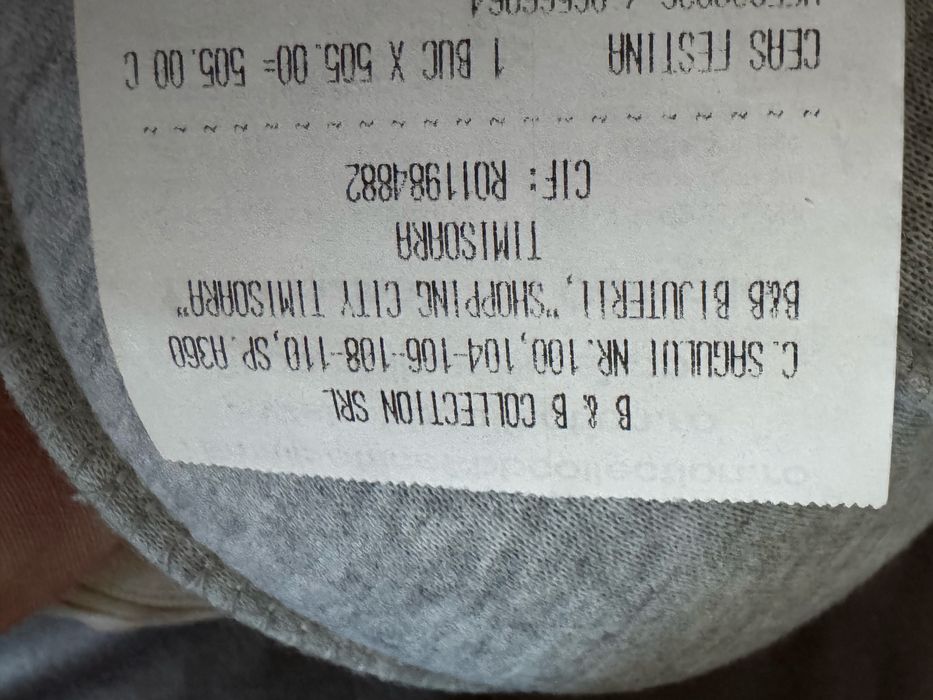 B & B COLLECTION SRL
C. SAGULUI NR. 100,104-106-108-110,SP. A360
B&B BIJUTERII,"SHOPPING CITY TIMISOARA"
TIMISOARA
CIF: RO11984882
~ ~ ~ ~ ~ ~ ~ ~ ~ ~ ~ ~ ~ ~ ~ ~ ~ ~
CEAS FESTINA 1 BUC X 505.00= 505.00 C